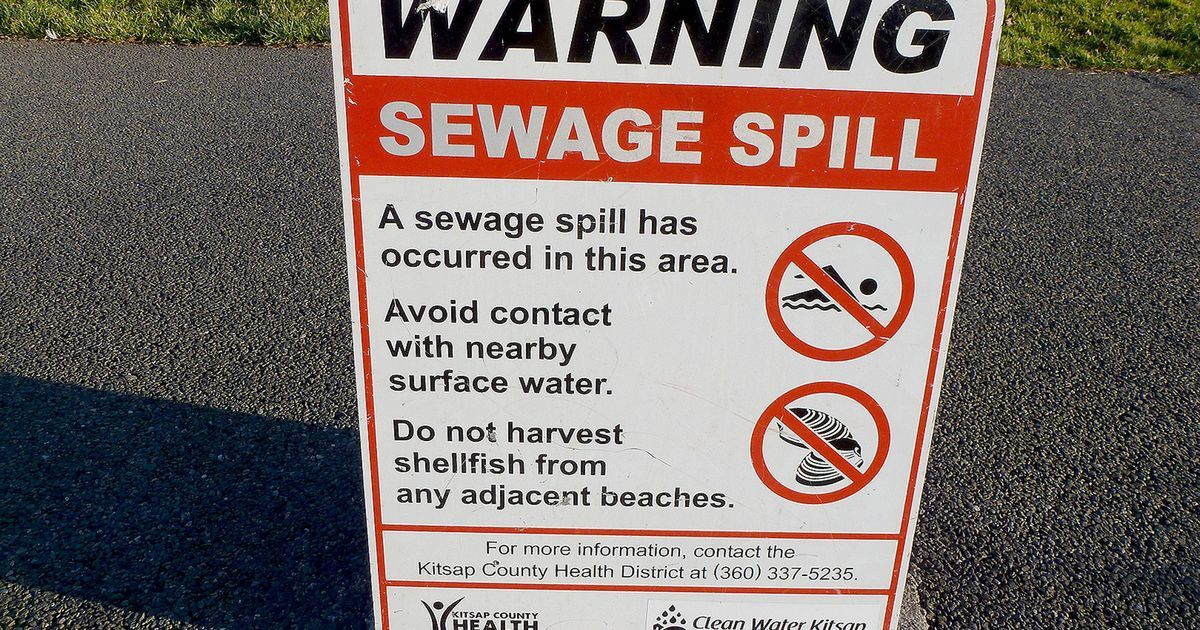 WARNING
SEWAGE SPILL
A sewage spill has
occurred in this area.
Avoid contact
with nearby
surface water.
Do not harvest
shellfish from
any adjacent beaches.
For more information, contact the
Kitsap County Health District at (360) 337-5235.
KITSAP COUNTY
HEALTH
Clean Water Kitsap